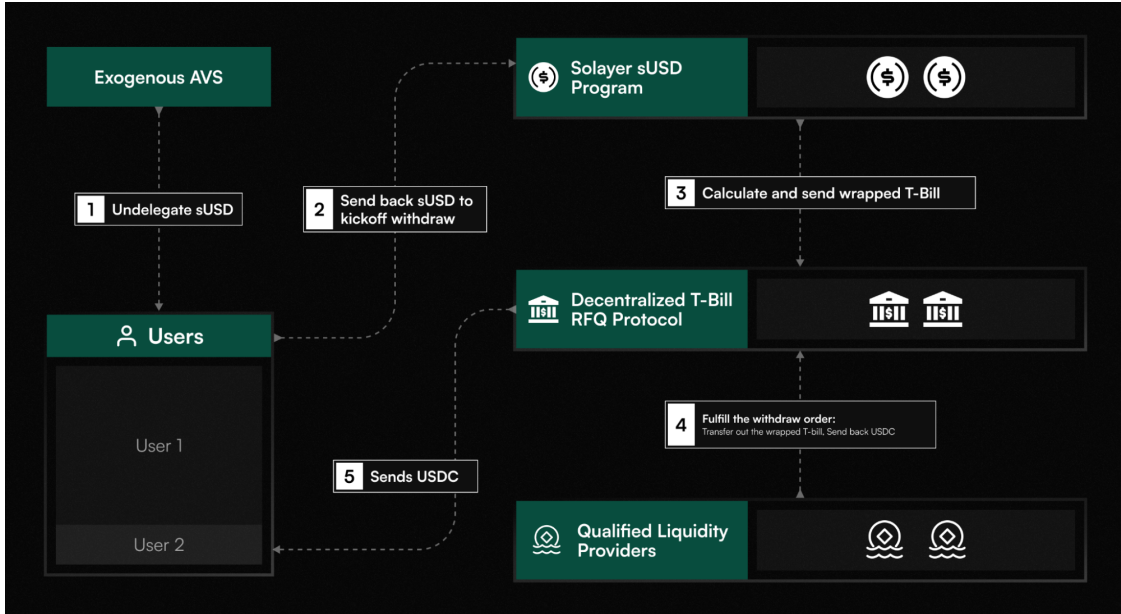 Exogenous AVS
1 Undelegate sUSD
Users
User 1
User 2
2 Send back sUSD to
kickoff withdraw
Solayer sUSD
Program
3 Calculate and send wrapped T-Bill
Decentralized T-Bill
RFQ Protocol
4 Fulfill the withdraw order:
Transfer out the wrapped T-bill, Send back USDC
Qualified Liquidity
Providers
5 Sends USDC